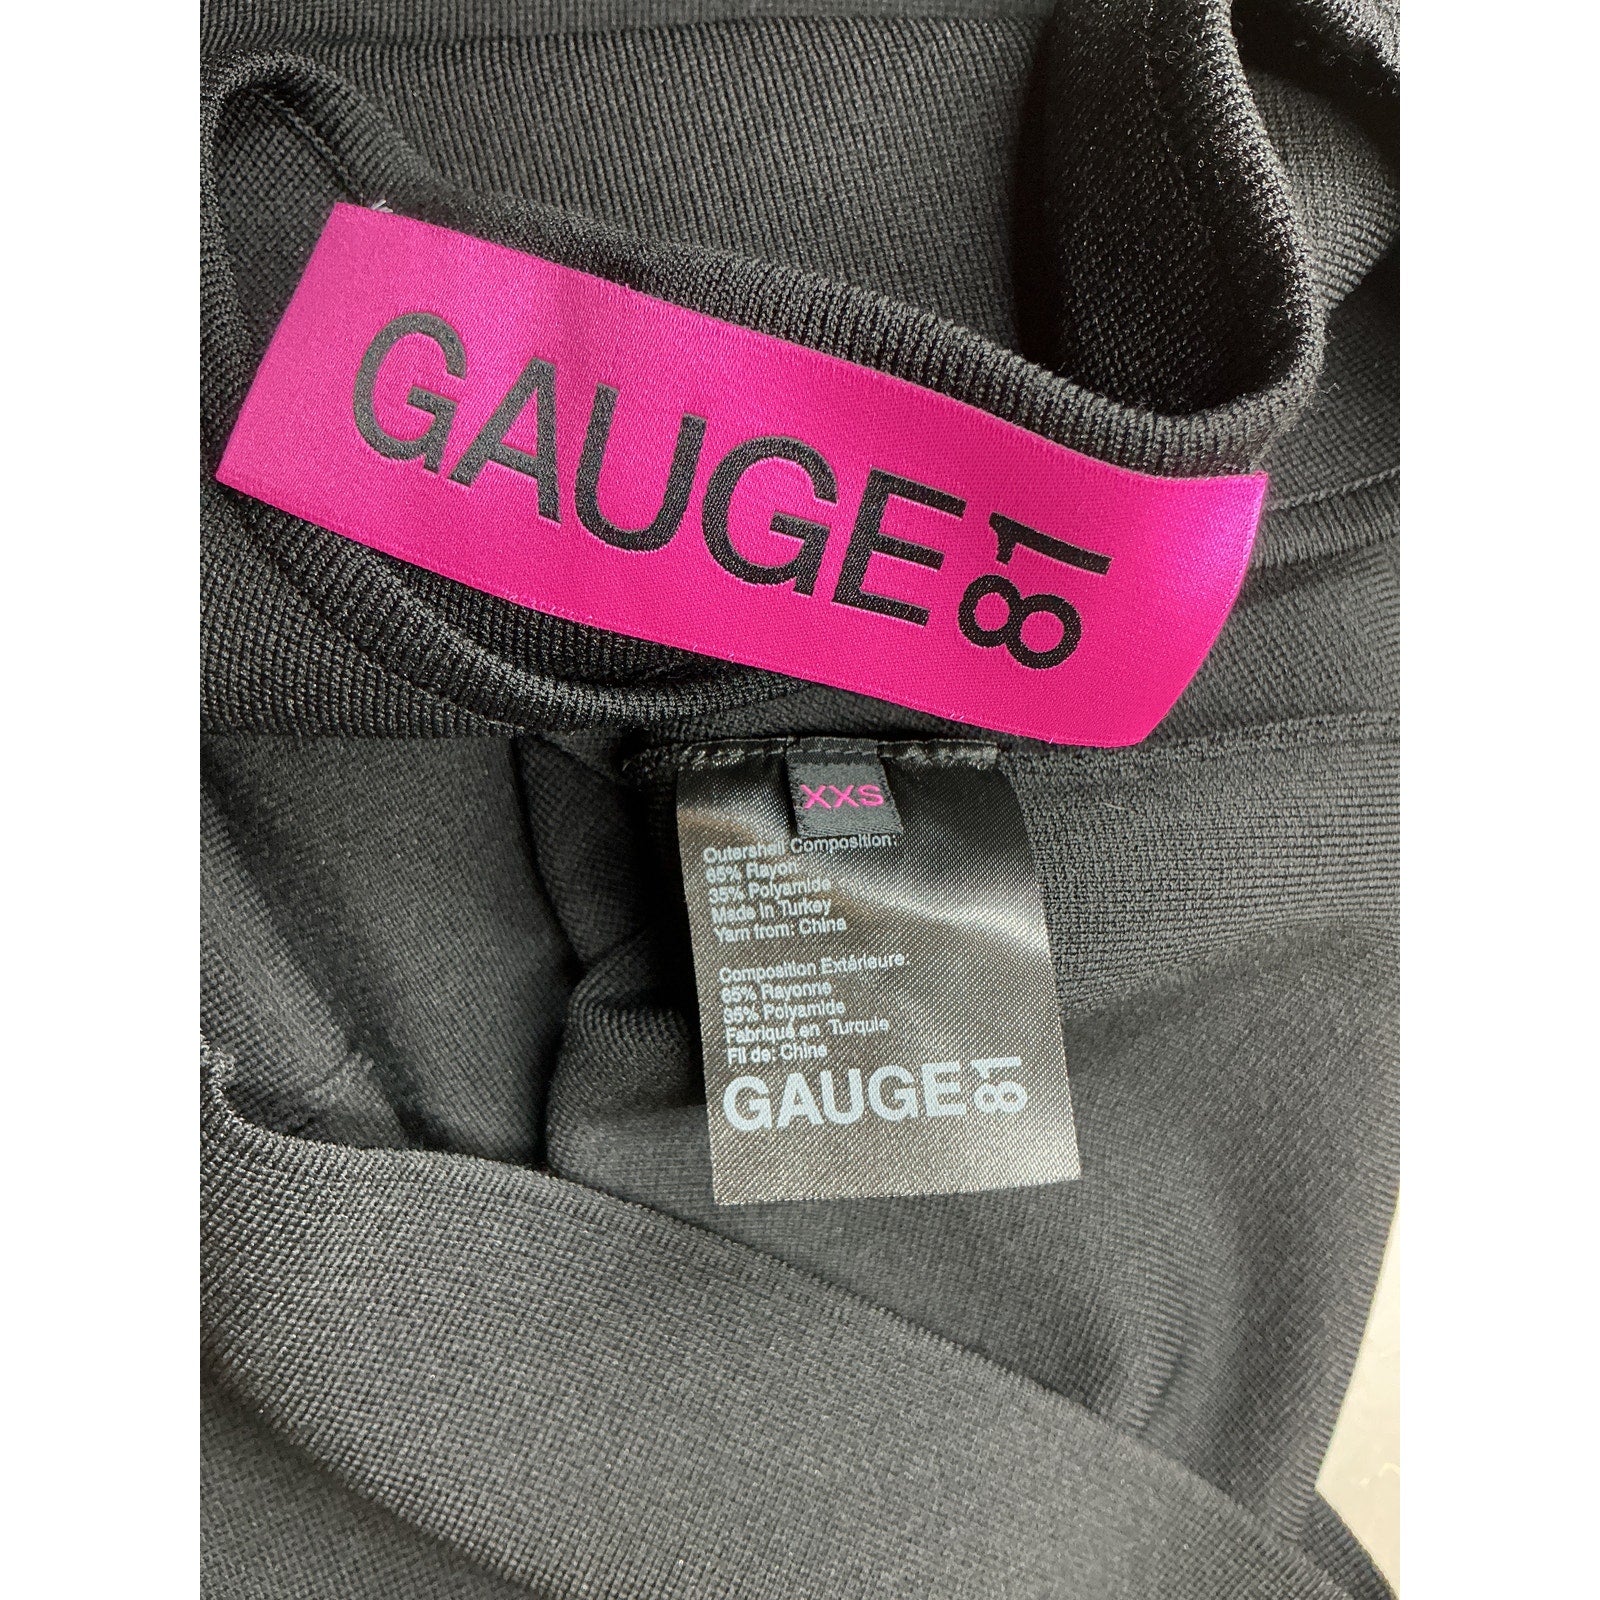 GAUGE81
XXS
Outershell Composition:
65% Rayon
35% Polyamide
Made in Turkey
Yarn from: China
Composition Extérieure:
65% Rayonne
35% Polyamide
Fabriqué en Turquie
Fil de: China
GAUGE81